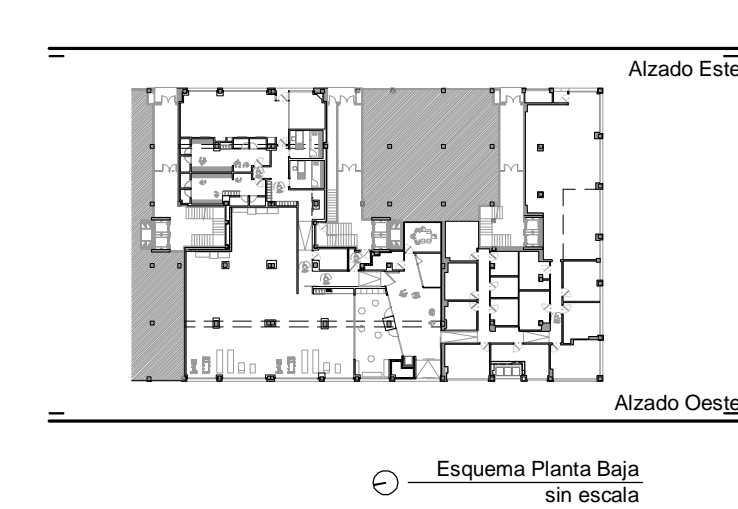 Alzado Este
Alzado Oeste
Esquema Planta Baja
sin escala